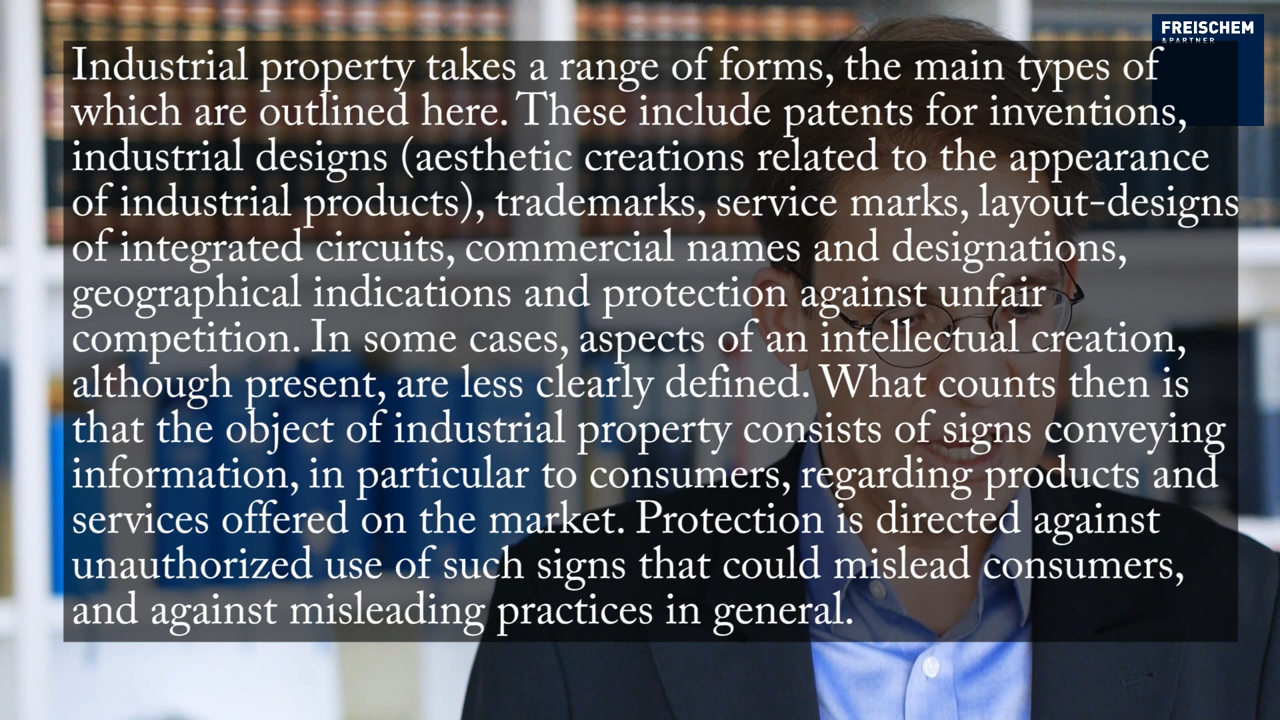 FREISCHEM
& PARTNER
Industrial property takes a range of forms, the main types of
which are outlined here. These include patents for inventions,
industrial designs (aesthetic creations related to the appearance
of industrial products), trademarks, service marks, layout-designs
of integrated circuits, commercial names and designations,
geographical indications and protection against unfair
competition. In some cases, aspects of an intellectual creation,
although present, are less clearly defined. What counts then is
that the object of industrial property consists of signs conveying
information, in particular to consumers, regarding products and
services offered on the market. Protection is directed against
unauthorized use of such signs that could mislead consumers,
and against misleading practices in general.